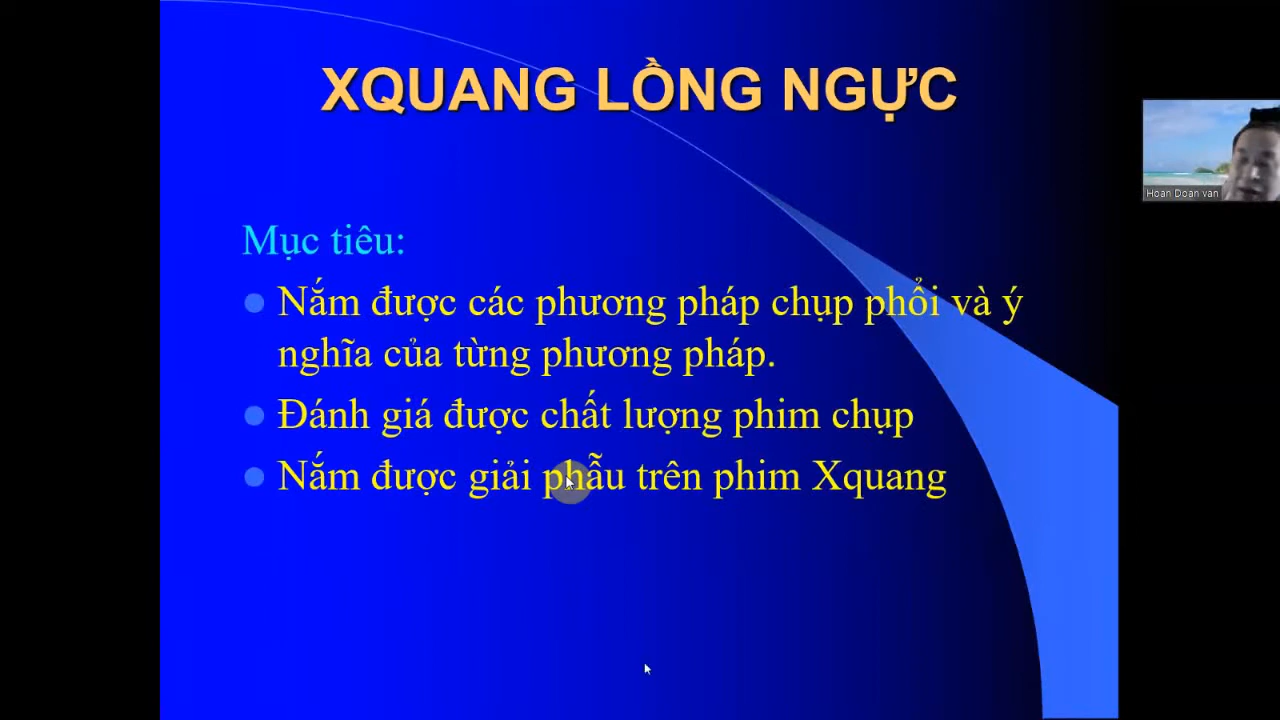 XQUANG LỒNG NGỰC
Mục tiêu:
Nắm được các phương pháp chụp phổi và ý
nghĩa của từng phương pháp.
Đánh giá được chất lượng phim chụp
Nắm được giải phẫu trên phim Xquang
Hoan Doan van